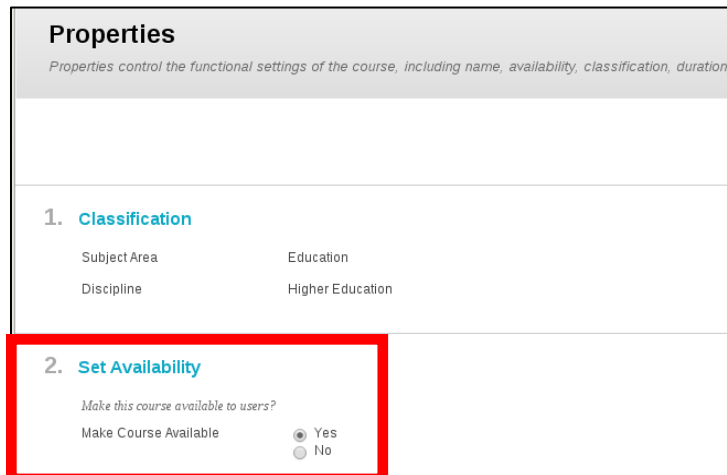 Properties
Properties control the functional settings of the course, including name, availability, classification, duration
1. Classification
Subject Area Education
Discipline Higher Education
2. Set Availability
Make this course available to users?
Make Course Available Yes
No